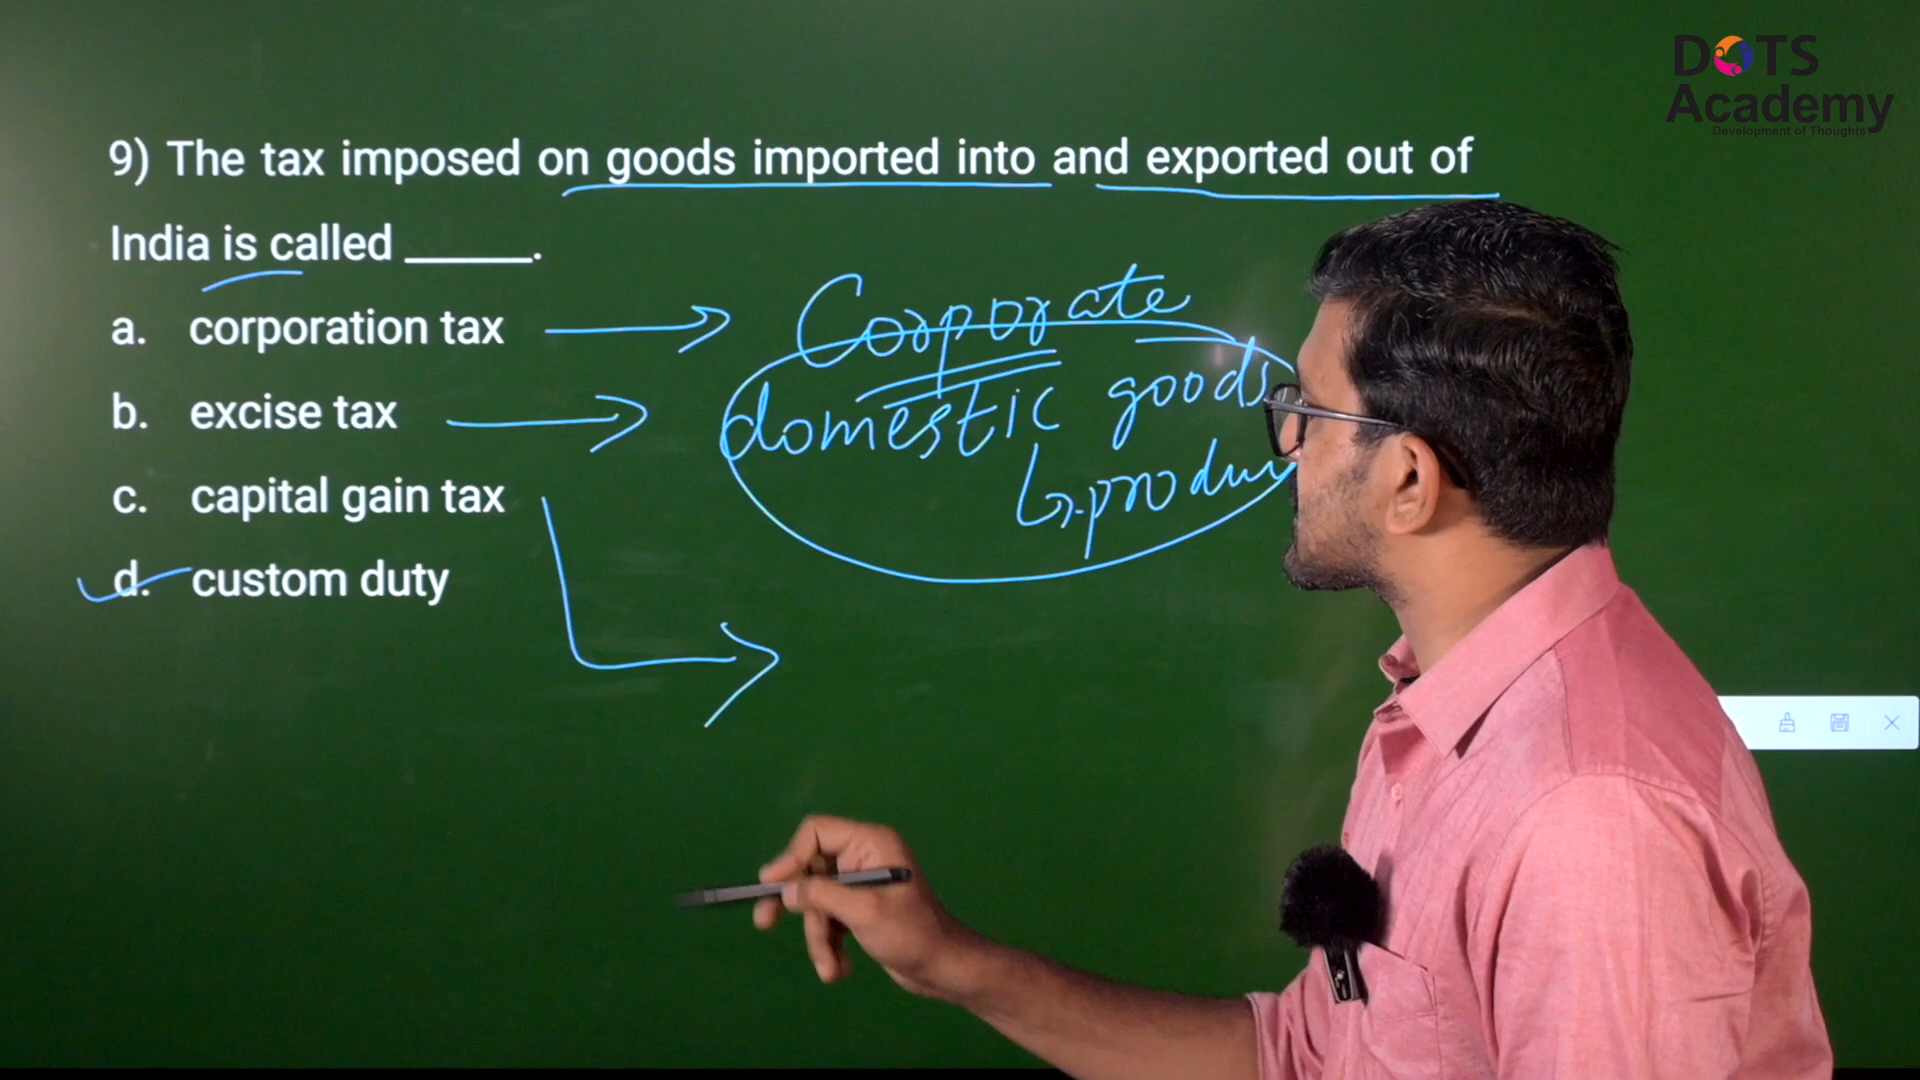 DOTS
Academy
Development of Thoughts
9) The tax imposed on goods imported into and exported out of
India is called ______.
a. corporation tax
Corporate
b. excise tax
domestic goods
c. capital gain tax
d. custom duty